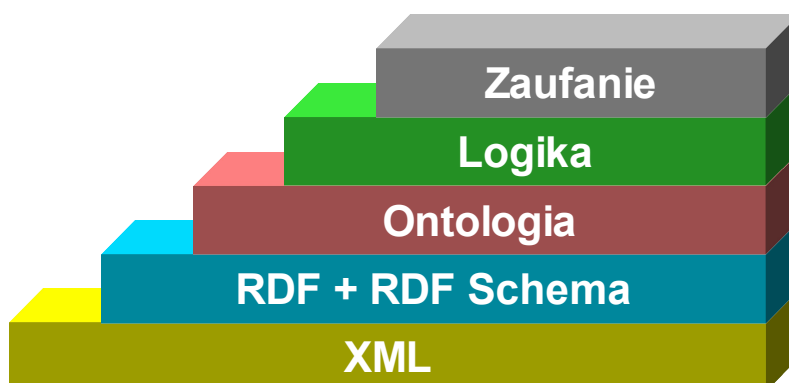 Zaufanie
Logika
Ontologia
RDF + RDF Schema
XML